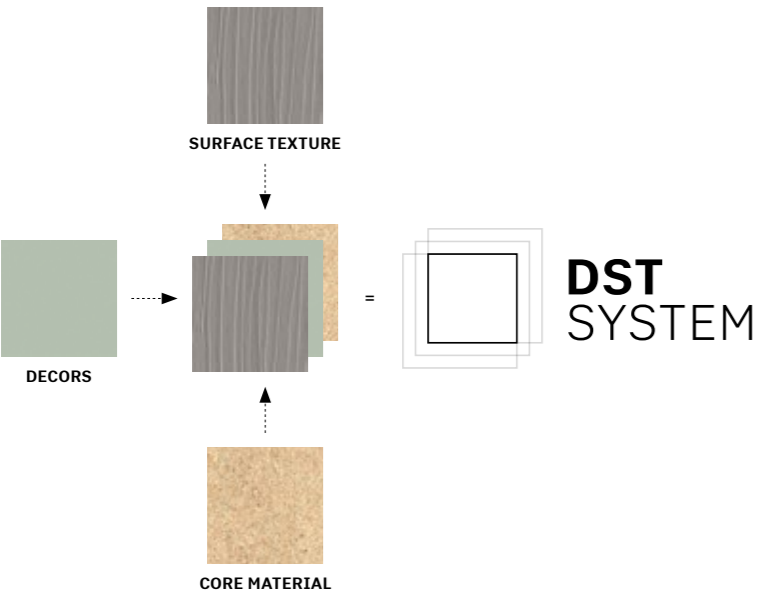 SURFACE TEXTURE
DECORS
=
DST
SYSTEM
CORE MATERIAL